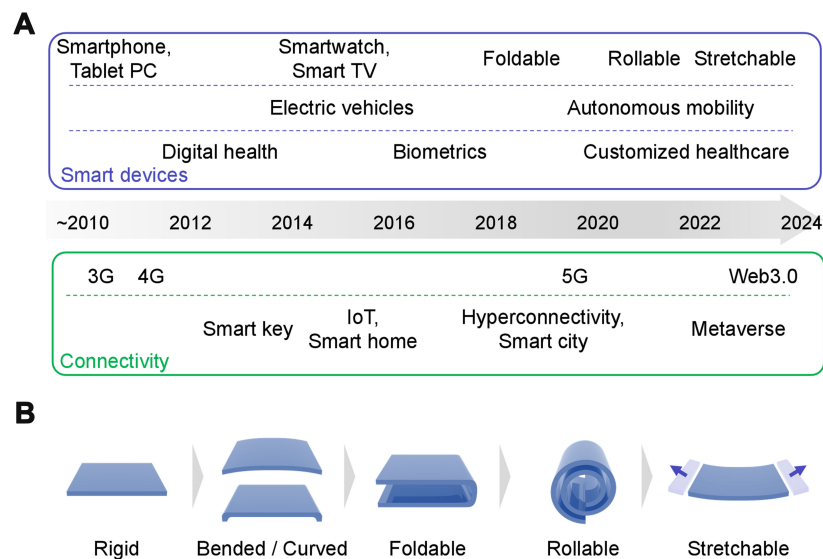 A
Smartphone,
Tablet PC
Smartwatch,
Smart TV
Foldable
Rollable
Stretchable
Electric vehicles
Autonomous mobility
Digital health
Biometrics
Customized healthcare
Smart devices
~2010
2012
2014
2016
2018
2020
2022
2024
3G
4G
5G
Web3.0
Smart key
IoT,
Smart home
Hyperconnectivity,
Smart city
Metaverse
Connectivity
B
Rigid
Bended / Curved
Foldable
Rollable
Stretchable